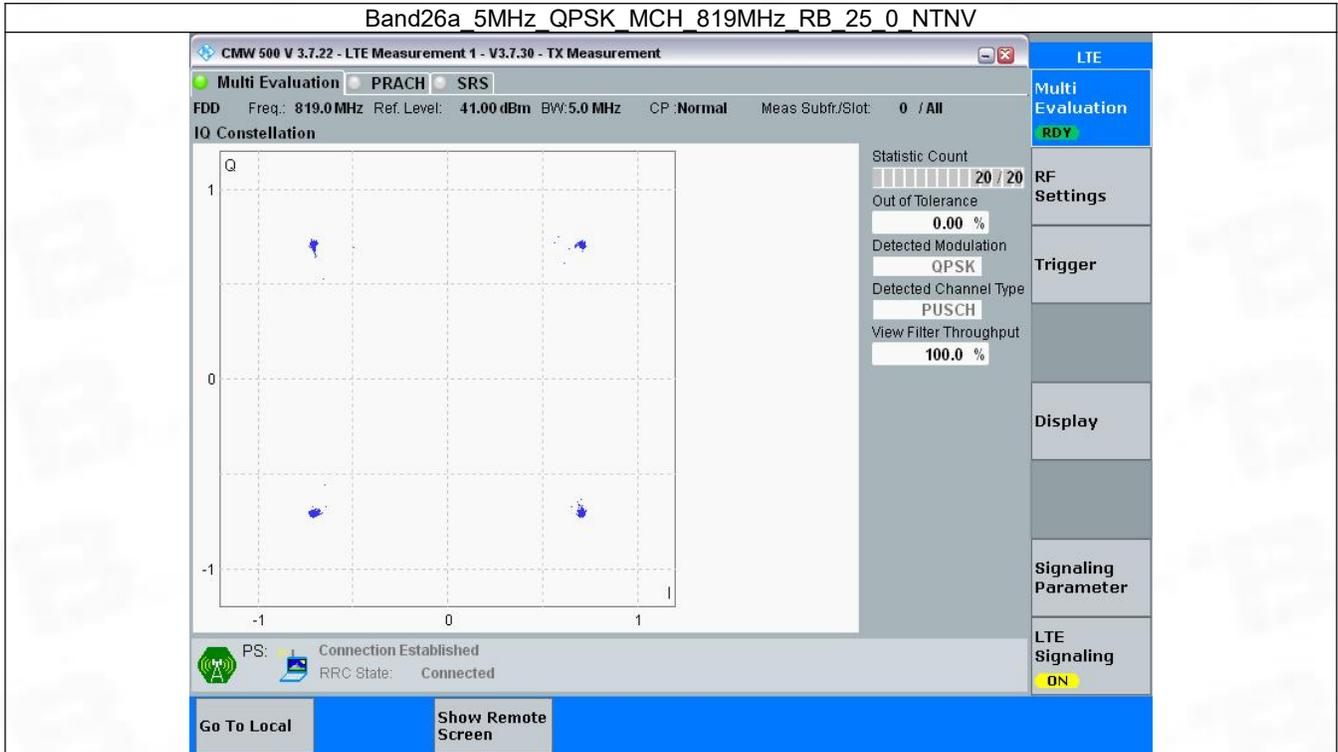 Band26a_5MHz_QPSK_MCH_819MHz_RB_25_0_NTNV
CMW 500 V 3.7.22 - LTE Measurement 1 - V3.7.30 - TX Measurement
LTE
Multi Evaluation PRACH SRS
Multi
Evaluation
RDY
FDD Freq.: 819.0 MHz Ref. Level: 41.00 dBm BW: 5.0 MHz CP : Normal Meas Subfr./Slot: 0 / All
IQ Constellation
Q
1
0
-1
I
-1 0 1
Statistic Count
20 / 20
Out of Tolerance
0.00 %
Detected Modulation
QPSK
Detected Channel Type
PUSCH
View Filter Throughput
100.0 %
RF
Settings
Trigger
Display
Signaling
Parameter
LTE
Signaling
ON
PS: Connection Established
RRC State: Connected
Go To Local
Show Remote
Screen